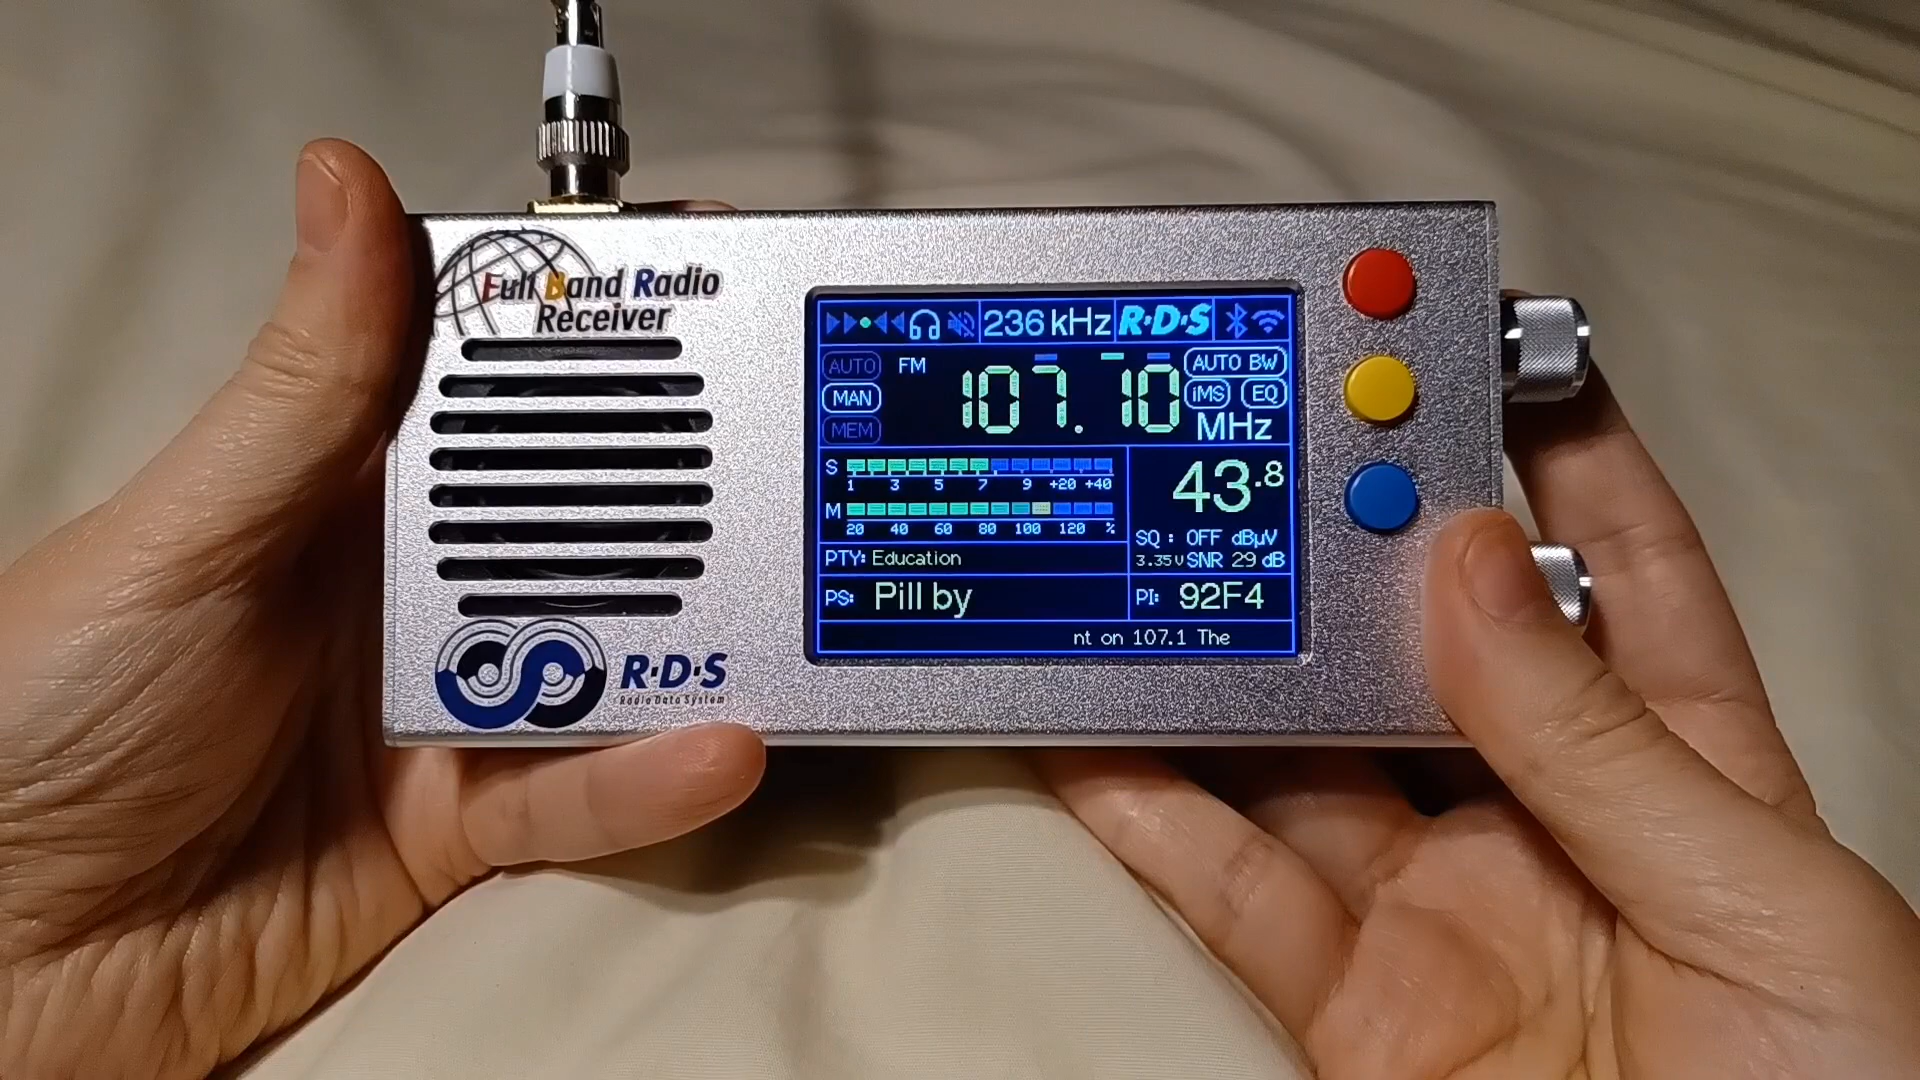 Full Band Radio
Receiver
R·D·S
Radio Data System
236 kHz R·D·S
AUTO FM 107.10 AUTO BW
MAN iMS EQ
MEM MHz
S 1 3 5 7 9 +20 +40
43.8
M 20 40 60 80 100 120 %
SQ : OFF dBµV
PTY: Education
3.35V SNR 29 dB
PS: Pill by
PI: 92F4
nt on 107.1 The